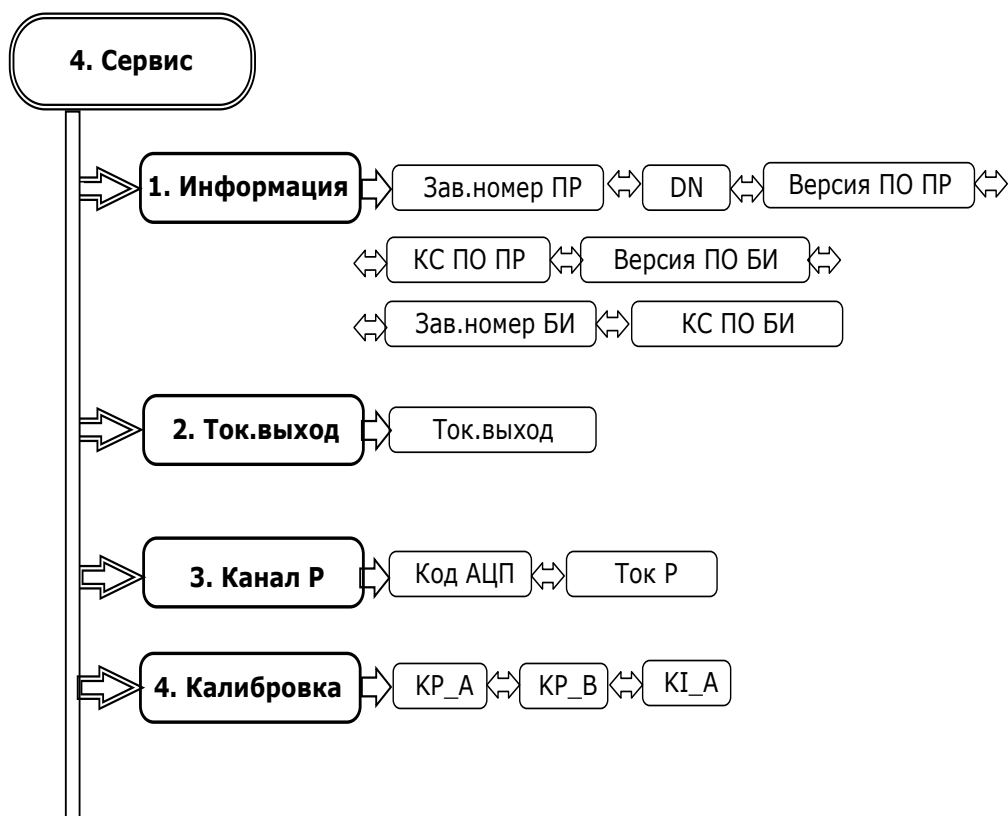 4. Сервис
1. Информация Зав.номер ПР DN Версия ПО ПР
КС ПО ПР Версия ПО БИ
Зав.номер БИ КС ПО БИ
2. Ток.выход Ток.выход
3. Канал Р Код АЦП Ток Р
4. Калибровка KP_A KP_B KI_A